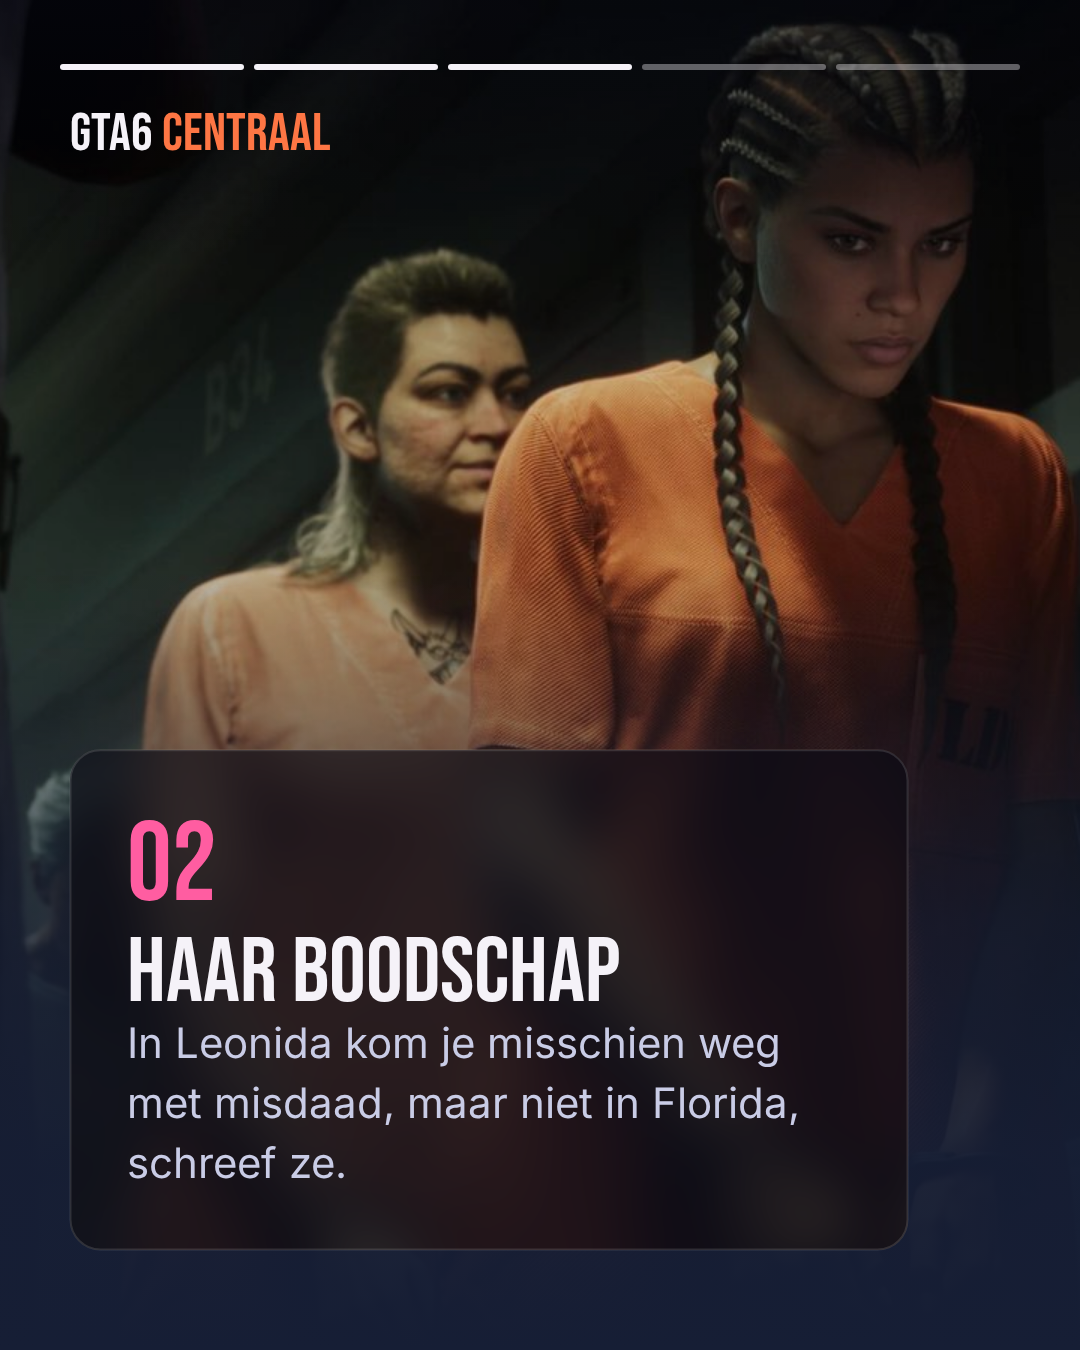 GTA6 CENTRAAL
B34
02
HAAR BOODSCHAP
In Leonida kom je misschien weg
met misdaad, maar niet in Florida,
schreef ze.